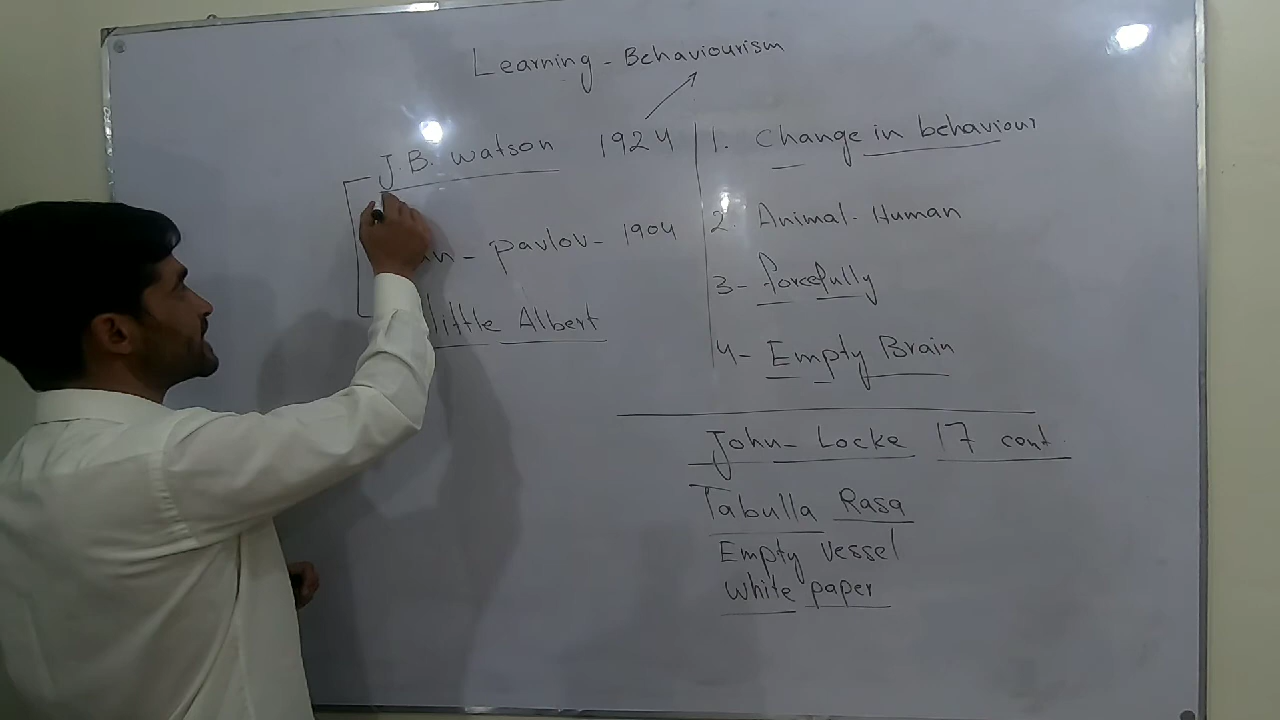 Learning - Behaviourism
J B. Watson 1924
an - pavlov - 1904
little Albert
1. Change in behaviour
2. Animal - Human
3- forcefully
4- Empty Brain
John - Locke 17 cent.
Tabulla Rasa
Empty Vessel
White paper